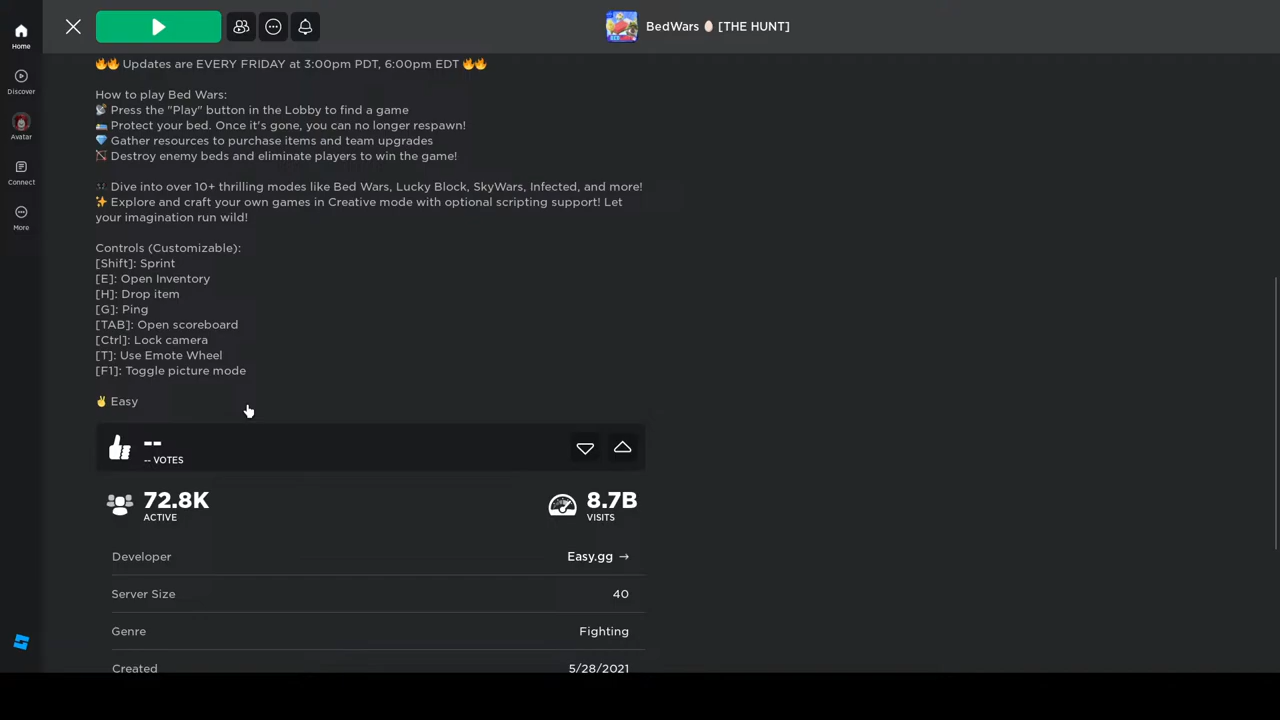 BedWars 🥚 [THE HUNT]
Home
Discover
Avatar
Connect
More
🔥🔥 Updates are EVERY FRIDAY at 3:00pm PDT, 6:00pm EDT 🔥🔥
How to play Bed Wars:
Press the "Play" button in the Lobby to find a game
🛏️ Protect your bed. Once it's gone, you can no longer respawn!
💎 Gather resources to purchase items and team upgrades
🏹 Destroy enemy beds and eliminate players to win the game!
Dive into over 10+ thrilling modes like Bed Wars, Lucky Block, SkyWars, Infected, and more!
✨ Explore and craft your own games in Creative mode with optional scripting support! Let
your imagination run wild!
Controls (Customizable):
[Shift]: Sprint
[E]: Open Inventory
[H]: Drop item
[G]: Ping
[TAB]: Open scoreboard
[Ctrl]: Lock camera
[T]: Use Emote Wheel
[F1]: Toggle picture mode
✌️ Easy
--
-- VOTES
72.8K
ACTIVE
8.7B
VISITS
Developer Easy.gg →
Server Size 40
Genre Fighting
Created 5/28/2021